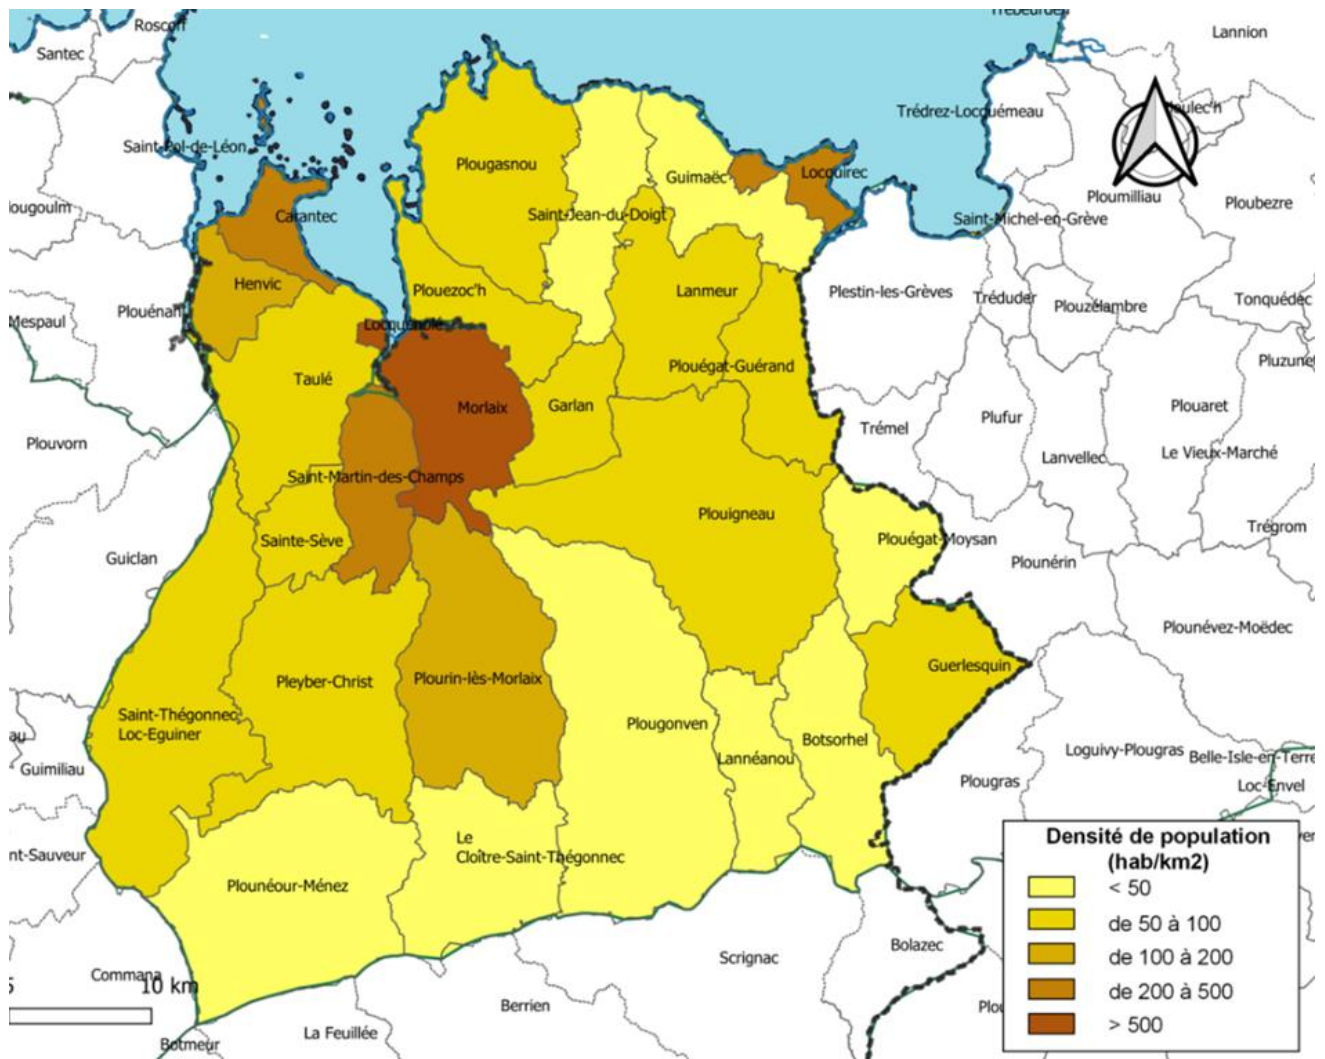 Roscoff
Santec
Lannion
Trédrez-Locquémeau
Saint-Pol-de-Léon
Plougasnou
Guimaëc
Locquirec
Ploumilliau
Ploubezre
Carantec
Saint-Jean-du-Doigt
Saint-Michel-en-Grève
Henvic
Plouezoc'h
Lanmeur
Plestin-les-Grèves
Tréduder
Plouzélambre
Tonquédec
Mespaul
Plouénan
Taulé
Plouégat-Guérand
Garlan
Morlaix
Plouaret
Plufur
Trémel
Plouvorn
Lanvellec
Le Vieux-Marché
Saint-Martin-des-Champs
Plouigneau
Trégrom
Sainte-Sève
Plouégat-Moysan
Guiclan
Plounérin
Plounévez-Moëdec
Guerlesquin
Pleyber-Christ
Plourin-lès-Morlaix
Saint-Thégonnec-
Loc-Eguiner
Plougonven
Botsorhel
Loguivy-Plougras
Lannéanou
Belle-Isle-en-Terre
Guimiliau
Plougras
Loc-Envel
Le
Cloître-Saint-Thégonnec
Plounéour-Ménez
Bolazec
Scrignac
Commana
10 km
Berrien
La Feuillée
Botmeur
Densité de population
(hab/km2)
< 50
de 50 à 100
de 100 à 200
de 200 à 500
> 500